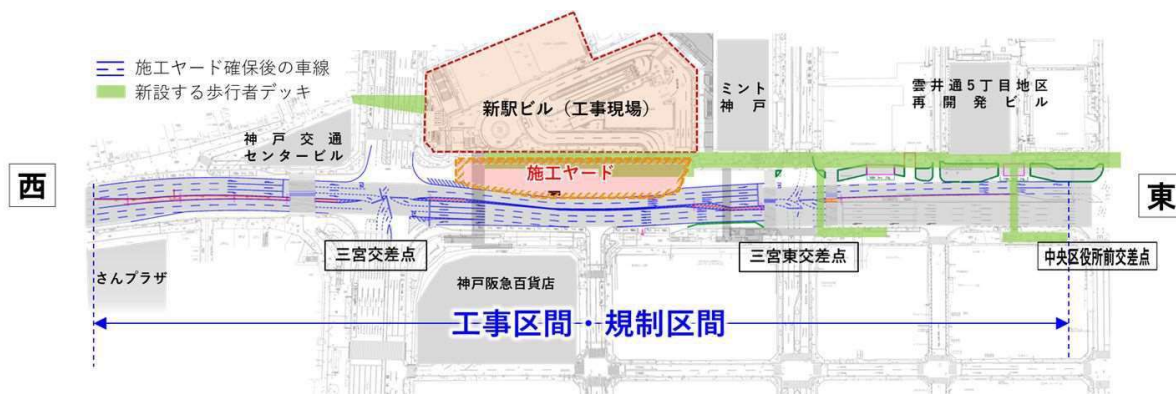 施工ヤード確保後の車線
新設する歩行者デッキ
新駅ビル（工事現場）
ミント
神戸
雲井通5丁目地区
再開発ビル
神戸交通
センタービル
施工ヤード
西
東
三宮交差点
三宮東交差点
中央区役所前交差点
さんプラザ
神戸阪急百貨店
工事区間・規制区間